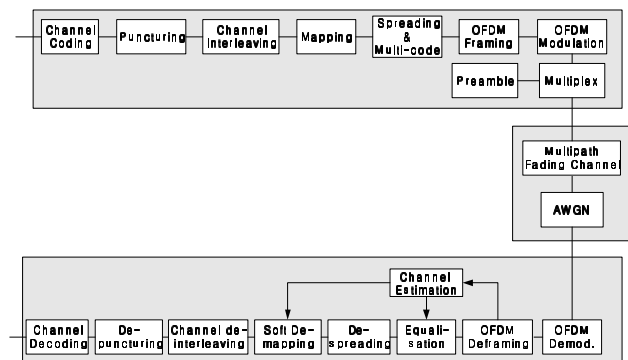 Channel
Coding
Puncturing
Channel
Interleaving
Mapping
Spreading
&
Multi-code
OFDM
Framing
OFDM
Modulation
Preamble
Multiplex
Multipath
Fading Channel
AWGN
Channel
Estimation
Channel
Decoding
De-
puncturing
Channel de-
interleaving
Soft De-
mapping
De-
spreading
Equali-
sation
OFDM
Deframing
OFDM
Demod.